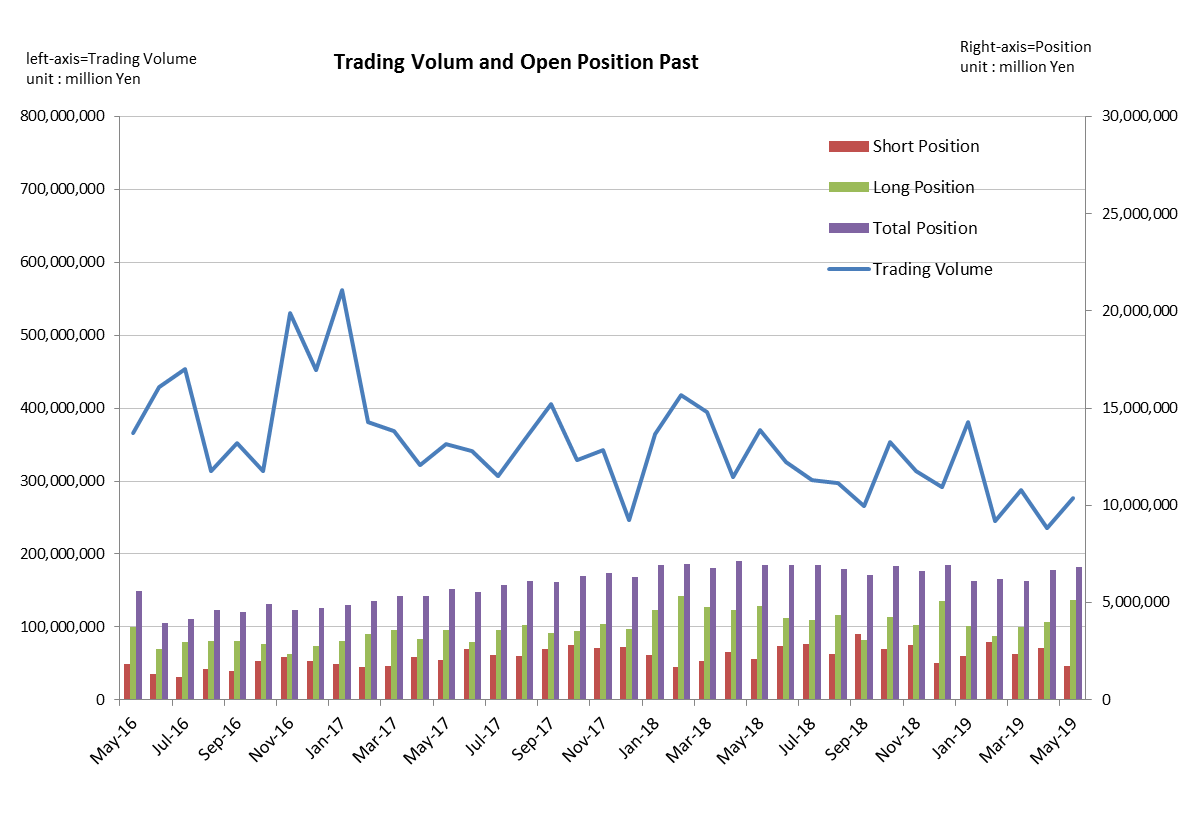 left-axis=Trading Volume
unit : million Yen
Trading Volum and Open Position Past
Right-axis=Position
unit : million Yen
800,000,000
700,000,000
600,000,000
500,000,000
400,000,000
300,000,000
200,000,000
100,000,000
0
30,000,000
25,000,000
20,000,000
15,000,000
10,000,000
5,000,000
0
Short Position
Long Position
Total Position
Trading Volume
May-16
Jul-16
Sep-16
Nov-16
Jan-17
Mar-17
May-17
Jul-17
Sep-17
Nov-17
Jan-18
Mar-18
May-18
Jul-18
Sep-18
Nov-18
Jan-19
Mar-19
May-19